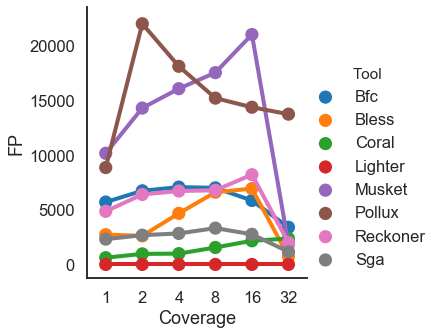 20000
15000
10000
5000
0
FP
1 2 4 8 16 32
Coverage
Tool
Bfc
Bless
Coral
Lighter
Musket
Pollux
Reckoner
Sga